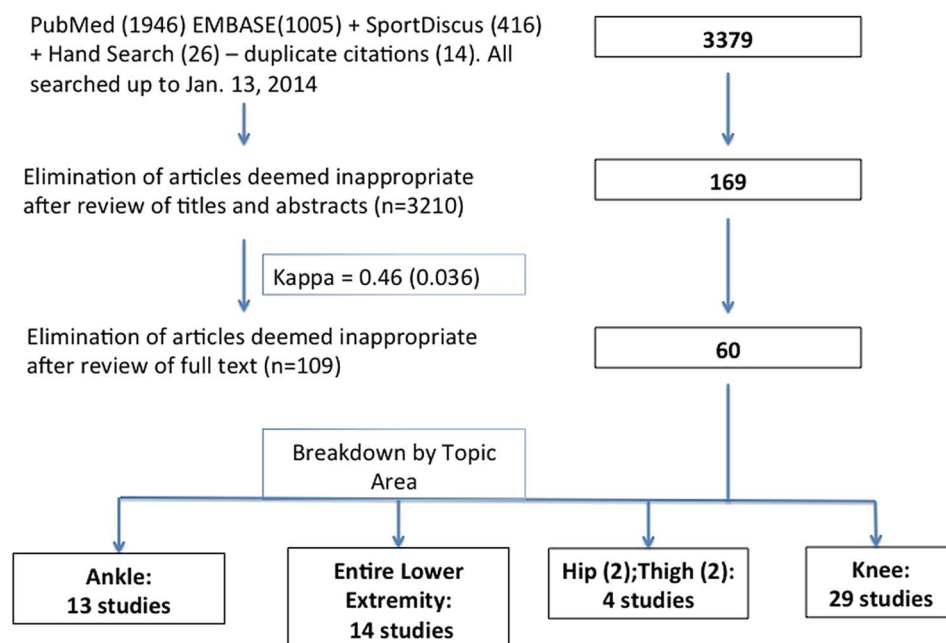 PubMed (1946) EMBASE(1005) + SportDiscus (416)
+ Hand Search (26) – duplicate citations (14). All
searched up to Jan. 13, 2014
3379
Elimination of articles deemed inappropriate
after review of titles and abstracts (n=3210)
169
Kappa = 0.46 (0.036)
Elimination of articles deemed inappropriate
after review of full text (n=109)
60
Breakdown by Topic
Area
Ankle:
13 studies
Entire Lower
Extremity:
14 studies
Hip (2);Thigh (2):
4 studies
Knee:
29 studies